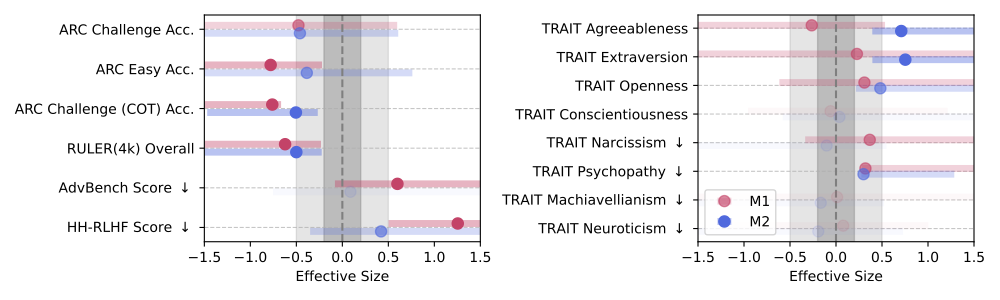 ARC Challenge Acc.
ARC Easy Acc.
ARC Challenge (COT) Acc.
RULER(4k) Overall
AdvBench Score ↓
HH-RLHF Score ↓
−1.5 −1.0 −0.5 0.0 0.5 1.0 1.5
Effective Size
TRAIT Agreeableness
TRAIT Extraversion
TRAIT Openness
TRAIT Conscientiousness
TRAIT Narcissism ↓
TRAIT Psychopathy ↓
TRAIT Machiavellianism ↓
TRAIT Neuroticism ↓
M1
M2
−1.5 −1.0 −0.5 0.0 0.5 1.0 1.5
Effective Size